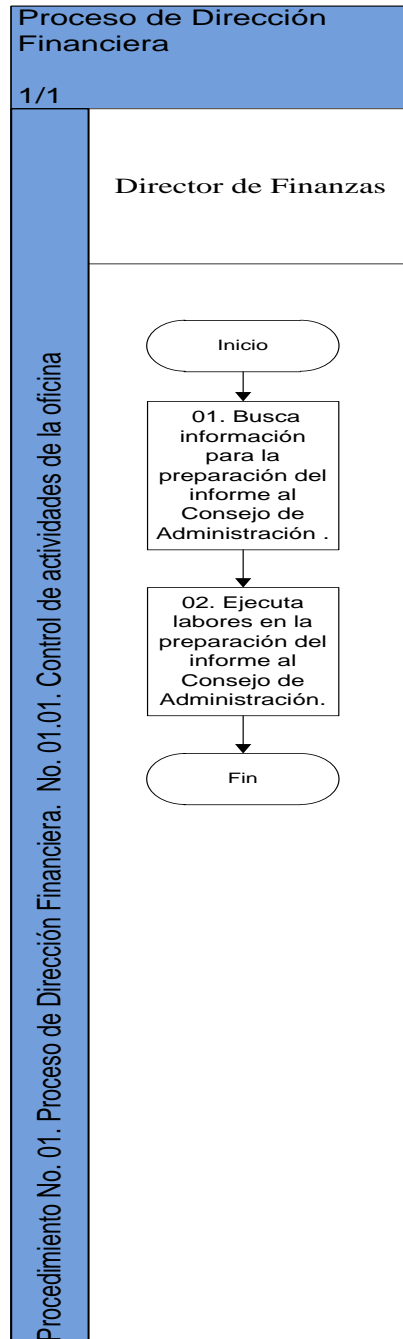 Proceso de Dirección
Financiera
1/1
Director de Finanzas
Procedimiento No. 01. Proceso de Dirección Financiera.  No. 01.01. Control de actividades de la oficina
Inicio
01. Busca
información
para la
preparación del
informe al
Consejo de
Administración .
02. Ejecuta
labores en la
preparación del
informe al
Consejo de
Administración.
Fin